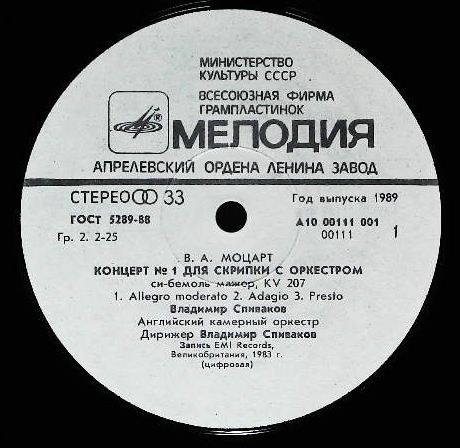 МИНИСТЕРСТВО
КУЛЬТУРЫ СССР
ВСЕСОЮЗНАЯ ФИРМА
ГРАМПЛАСТИНОК
МЕЛОДИЯ
АПРЕЛЕВСКИЙ ОРДЕНА ЛЕНИНА ЗАВОД
СТЕРЕО 33
Год выпуска 1989
ГОСТ 5289-88
А10 00111 001
Гр. 2. 2-25
00111 1
В. А. МОЦАРТ
КОНЦЕРТ № 1 ДЛЯ СКРИПКИ С ОРКЕСТРОМ
си-бемоль мажор, KV 207
1. Allegro moderato 2. Adagio 3. Presto
Владимир Спиваков
Английский камерный оркестр
Дирижер Владимир Спиваков
Запись EMI Records,
Великобритания, 1983 г.
(цифровая)